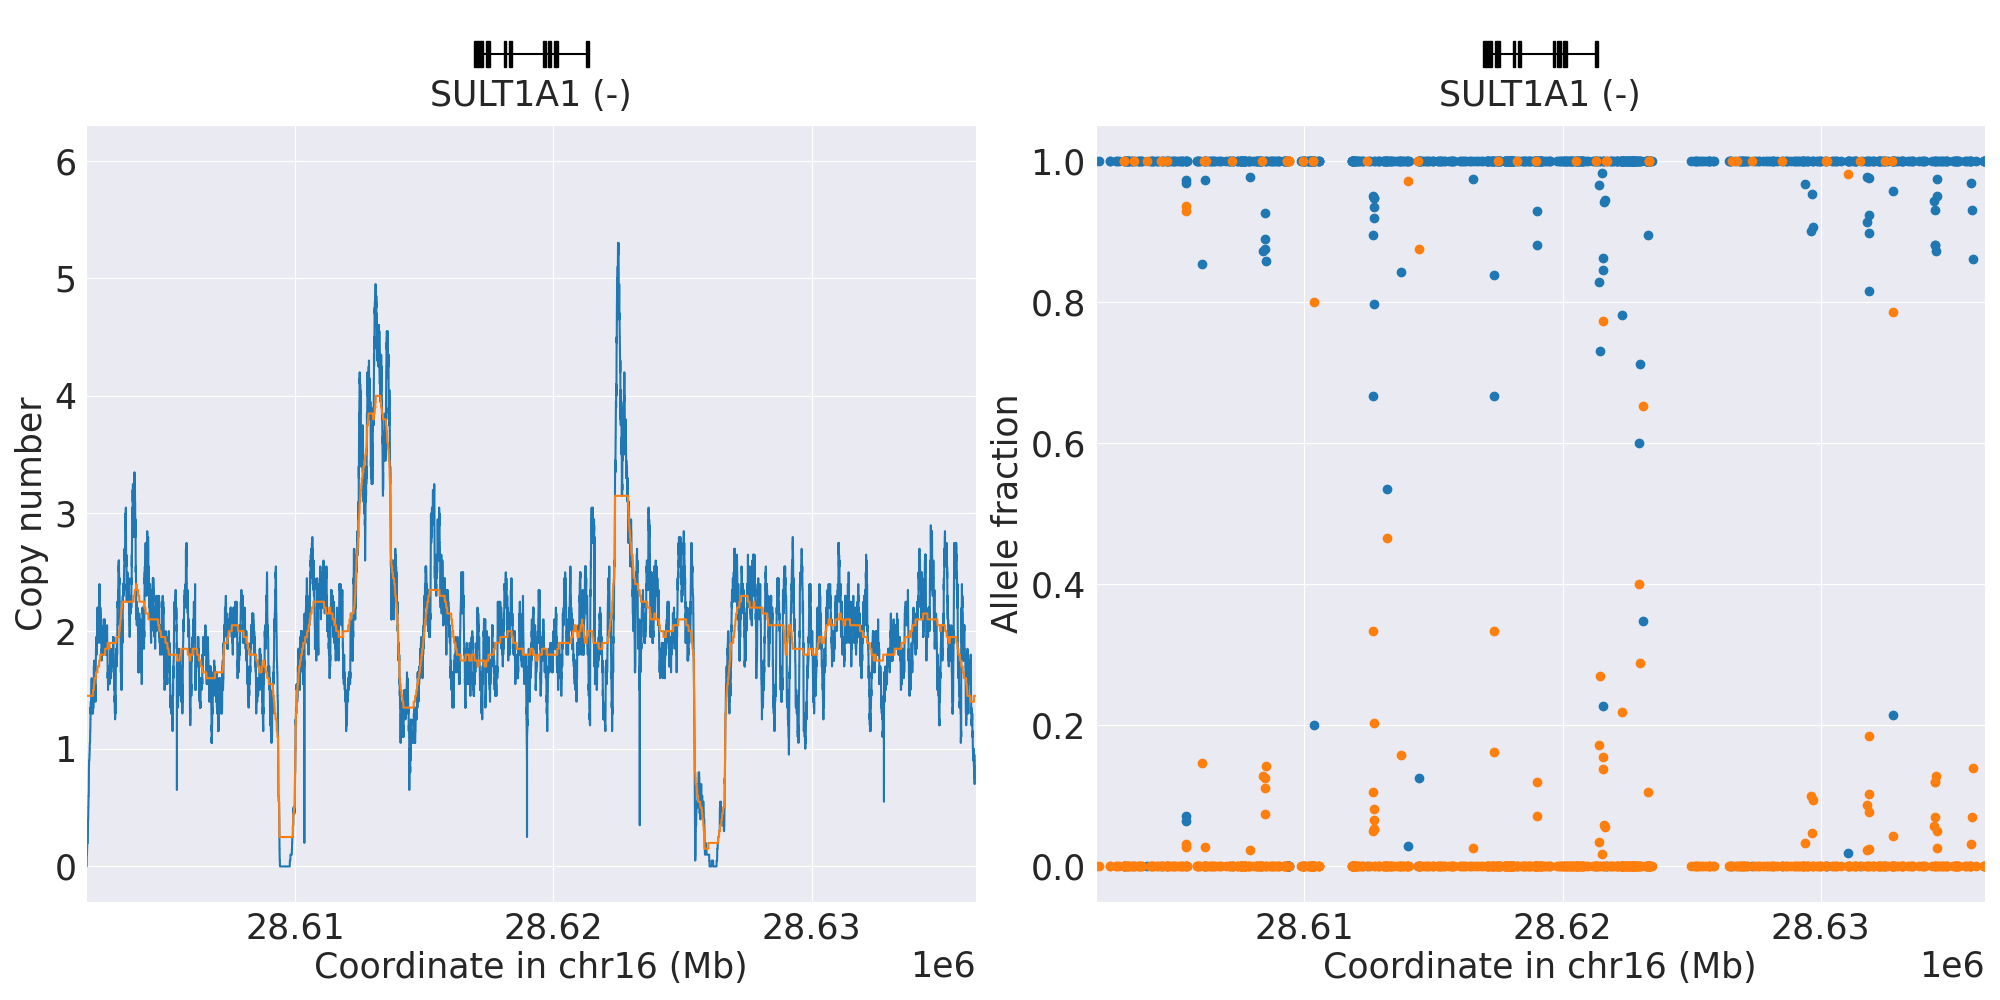 SULT1A1 (-)
6
5
4
3
2
1
0
Copy number
28.61
28.62
28.63
Coordinate in chr16 (Mb)
1e6
SULT1A1 (-)
1.0
0.8
0.6
0.4
0.2
0.0
Allele fraction
28.61
28.62
28.63
Coordinate in chr16 (Mb)
1e6